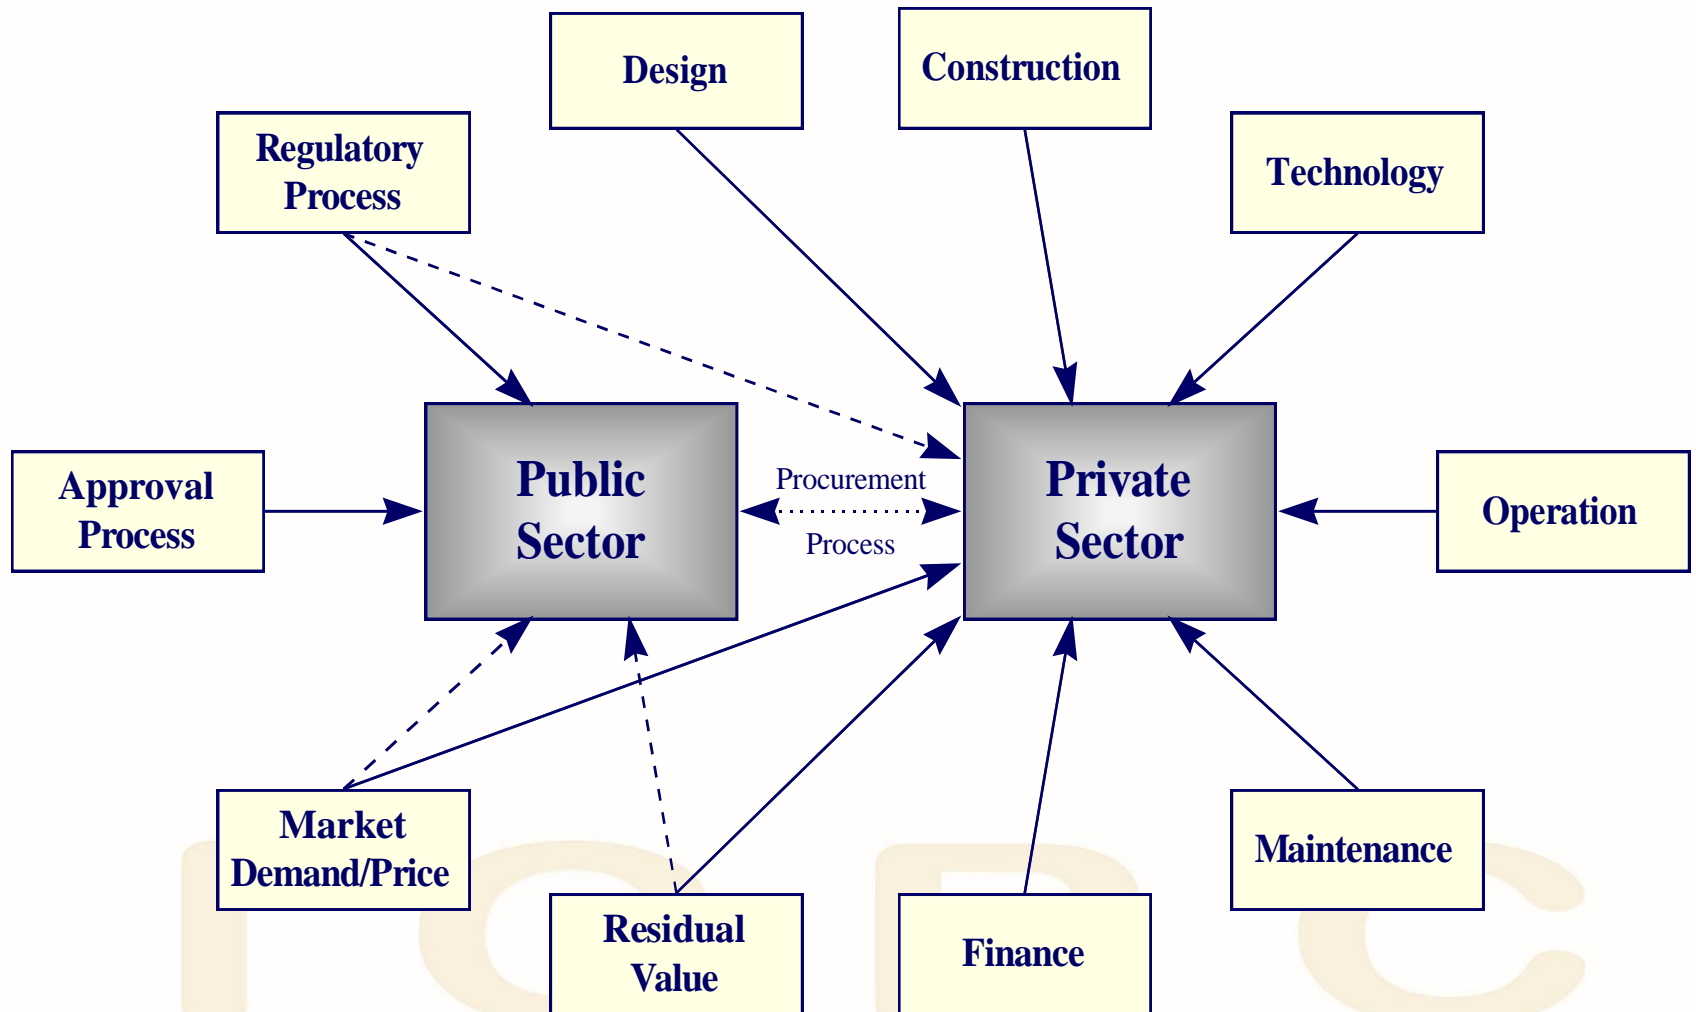 Design
Construction
Regulatory
Process
Technology
Public
Sector
Private
Sector
Procurement
Process
Approval
Process
Operation
Market
Demand/Price
Maintenance
Residual
Value
Finance